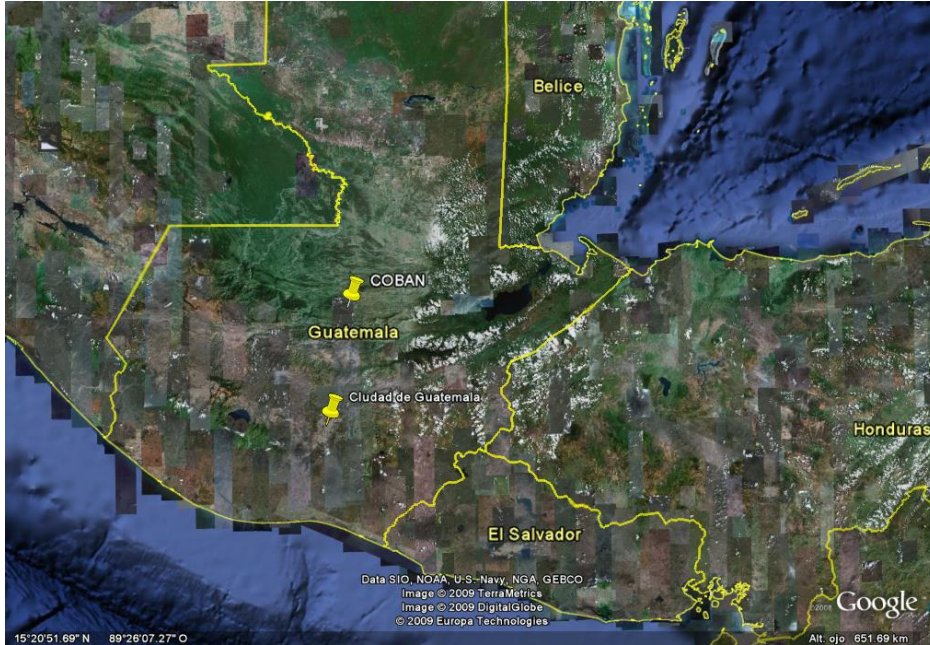 Belice
COBAN
Guatemala
Ciudad de Guatemala
Honduras
El Salvador
Data SIO, NOAA, U.S. Navy, NGA, GEBCO
Image © 2009 TerraMetrics
Image © 2009 DigitalGlobe
© 2009 Europa Technologies
©2009 Google
15°20'51.69" N 89°26'07.27" O
Alt. ojo 651.69 km